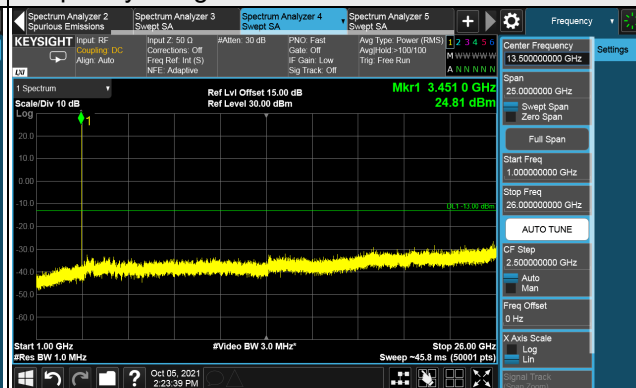 Spectrum Analyzer 2 Spectrum Analyzer 3 Spectrum Analyzer 4 Spectrum Analyzer 5
Spurious Emissions Swept SA Swept SA Swept SA
Frequency
KEYSIGHT Input: RF Input Z: 50 Ω #Atten: 30 dB PNO: Fast Avg Type: Power (RMS) 1 2 3 4 5 6
Coupling: DC Corrections: Off Gate: Off Avg|Hold:>100/100 M W W W W W
Align: Auto Freq Ref: Int (S) IF Gain: Low Trig: Free Run
NFE: Adaptive Sig Track: Off A N N N N N
LXI
1 Spectrum Ref Lvl Offset 15.00 dB Mkr1 3.451 0 GHz
Scale/Div 10 dB Ref Level 30.00 dBm 24.81 dBm
Log
1
20.0
10.0
0.00
-10.0
DL1 -13.00 dBm
-20.0
-30.0
-40.0
-50.0
-60.0
Start 1.00 GHz #Video BW 3.0 MHz* Stop 26.00 GHz
#Res BW 1.0 MHz Sweep ~45.8 ms (50001 pts)
Oct 05, 2021
2:23:39 PM
Center Frequency
13.500000000 GHz
Settings
Span
25.0000000 GHz
Swept Span
Zero Span
Full Span
Start Freq
1.000000000 GHz
Stop Freq
26.000000000 GHz
AUTO TUNE
CF Step
2.500000000 GHz
Auto
Man
Freq Offset
0 Hz
X Axis Scale
Log
Lin
Signal Track